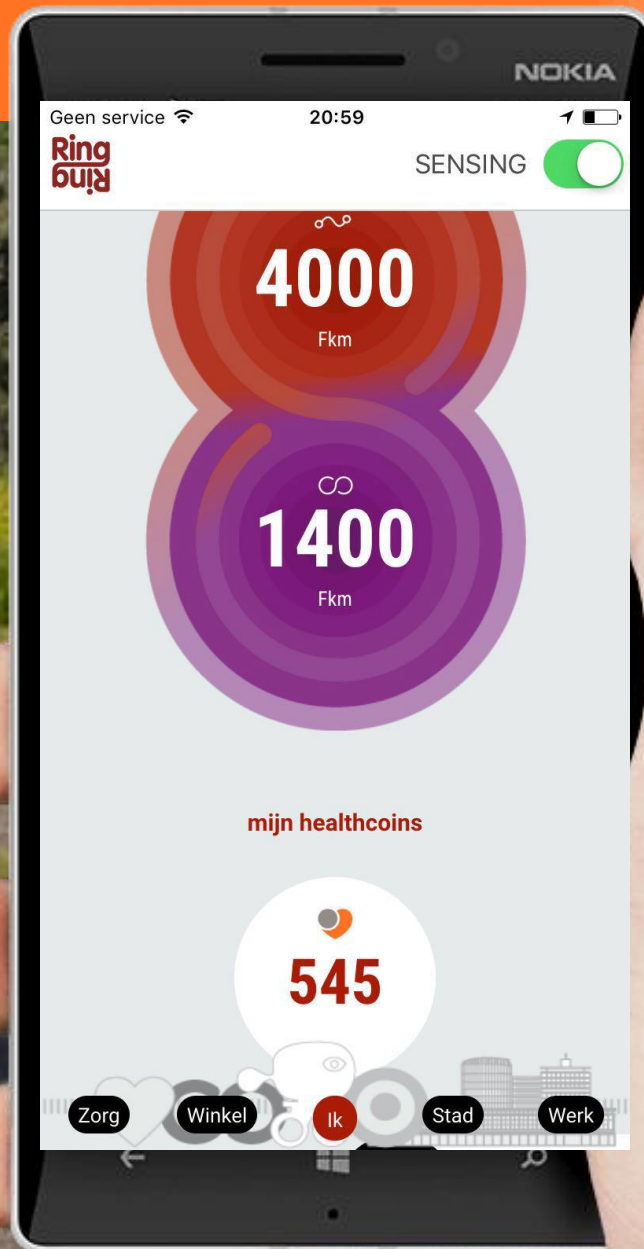 NOKIA
Geen service 20:59
Ring
Ring
SENSING
4000
Fkm
1400
Fkm
mijn healthcoins
545
Zorg Winkel Ik Stad Werk